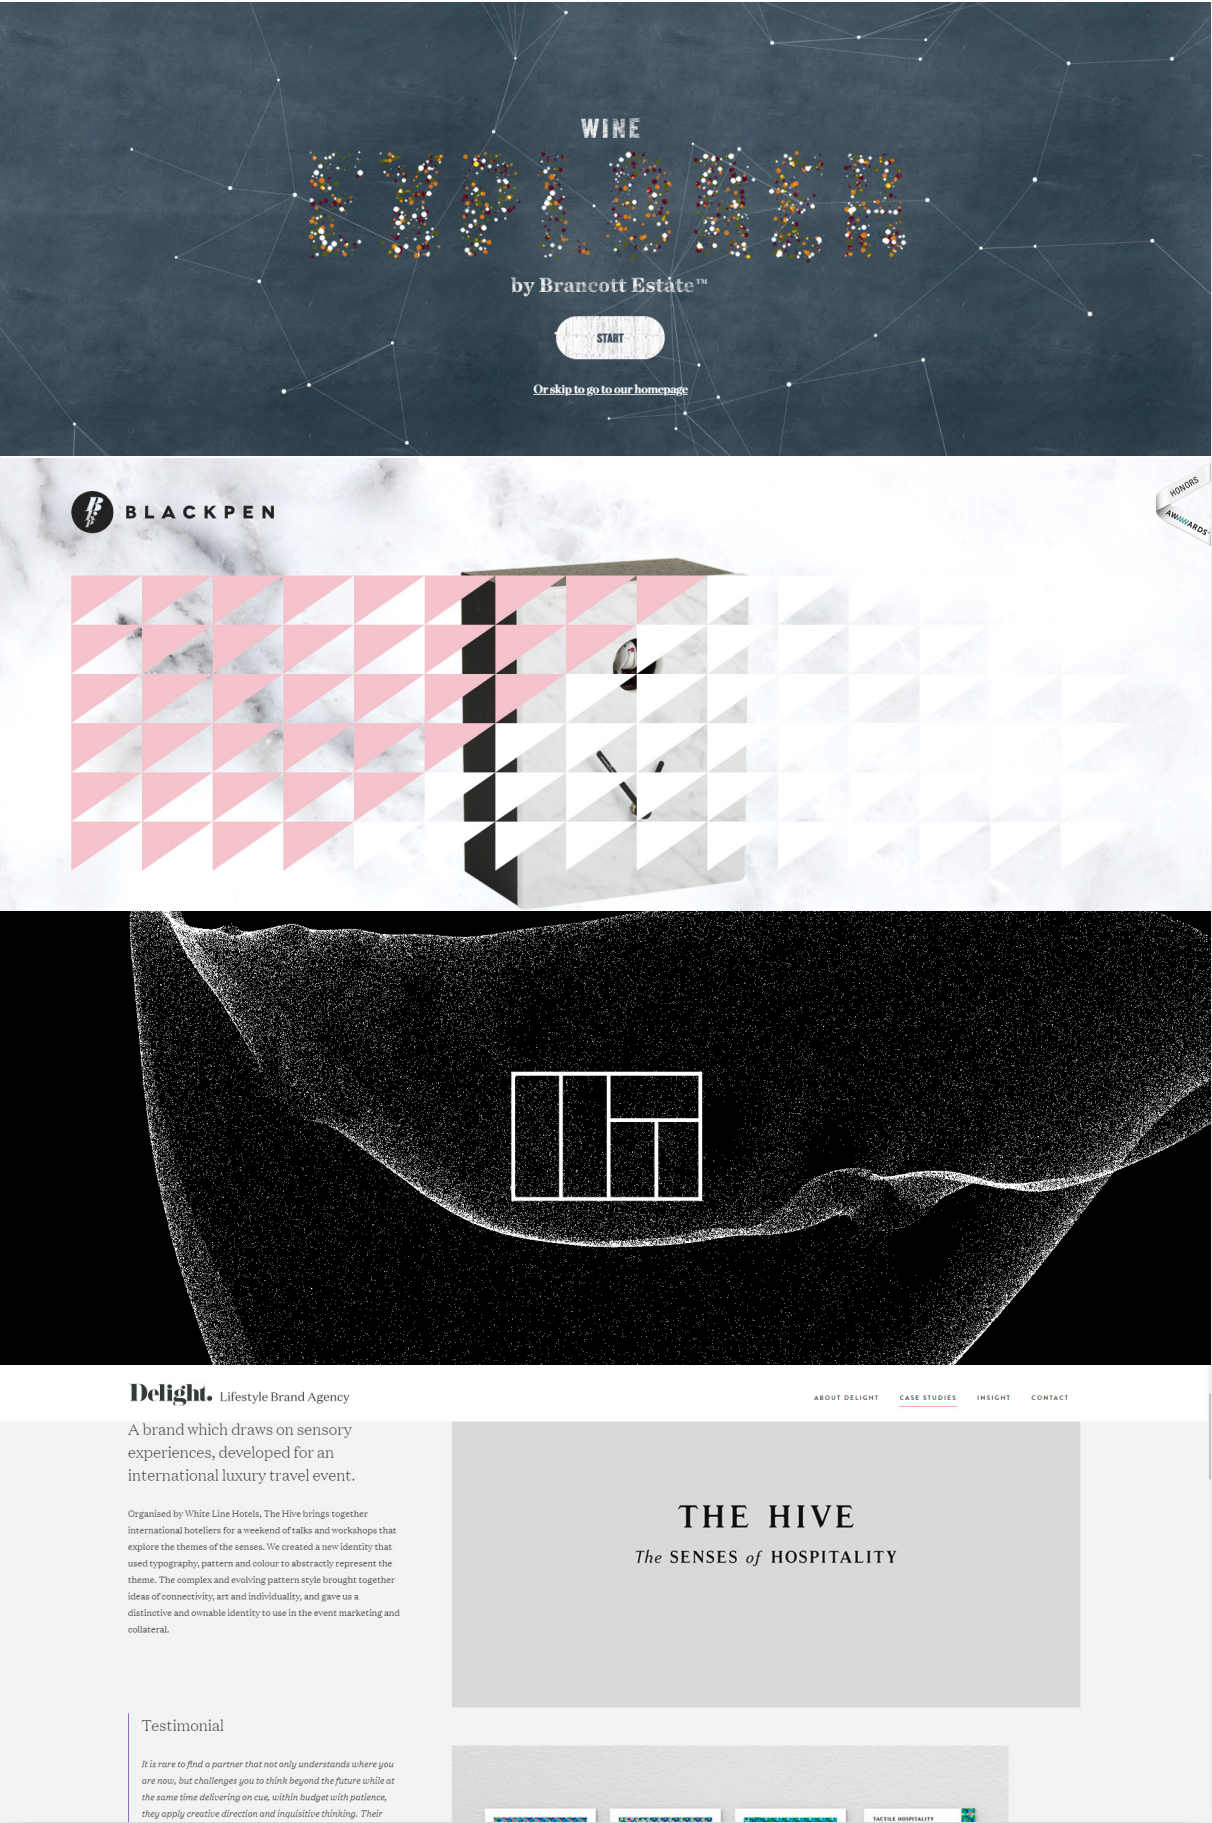 WINE
EXPLORER
by Brancott Estate™
START
Or skip to go to our homepage
BLACKPEN
HONORS
AWWWARDS
Delight. Lifestyle Brand Agency
ABOUT DELIGHT CASE STUDIES INSIGHT CONTACT
A brand which draws on sensory
experiences, developed for an
international luxury travel event.
Organised by White Line Hotels, The Hive brings together
international hoteliers for a weekend of talks and workshops that
explore the themes of the senses. We created a new identity that
used typography, pattern and colour to abstractly represent the
theme. The complex and evolving pattern style brought together
ideas of connectivity, art and individuality, and gave us a
distinctive and ownable identity to use in the event marketing and
collateral.
THE HIVE
The SENSES of HOSPITALITY
Testimonial
It is rare to find a partner that not only understands where you
are now, but challenges you to think beyond the future while at
the same time delivering on cue, within budget with patience,
they apply creative direction and inquisitive thinking. Their
TACTILE HOSPITALITY